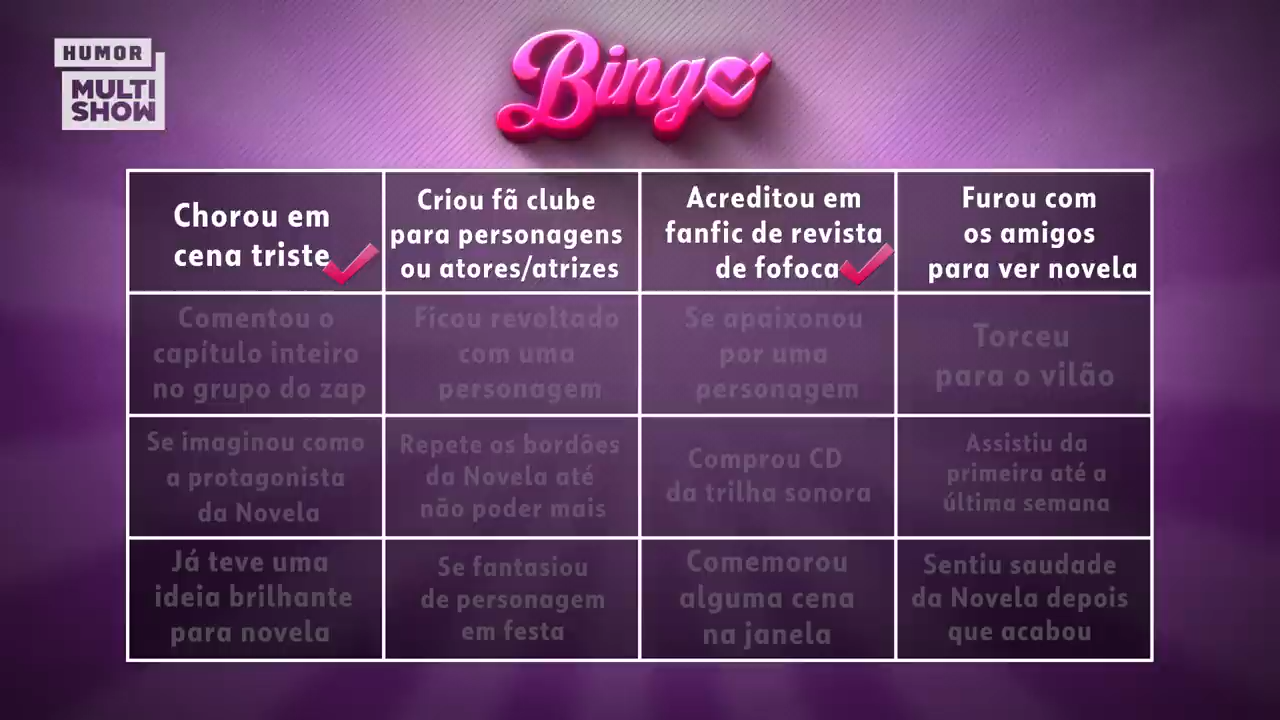 HUMOR
MULTI
SHOW
Bingo
Chorou em
cena triste
Criou fã clube
para personagens
ou atores/atrizes
Acreditou em
fanfic de revista
de fofoca
Furou com
os amigos
para ver novela
Comentou o
capítulo inteiro
no grupo do zap
Ficou revoltado
com uma
personagem
Se apaixonou
por uma
personagem
Torceu
para o vilão
Se imaginou como
a protagonista
da Novela
Repete os bordões
da Novela até
não poder mais
Comprou CD
da trilha sonora
Assistiu da
primeira até a
última semana
Já teve uma
ideia brilhante
para novela
Se fantasiou
de personagem
em festa
Comemorou
alguma cena
na janela
Sentiu saudade
da Novela depois
que acabou